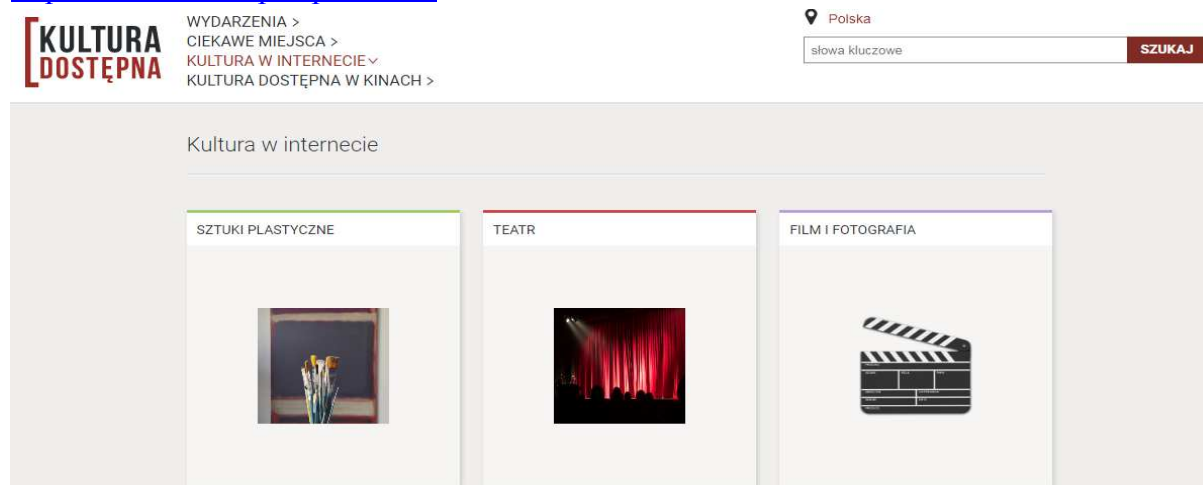 KULTURA
DOSTĘPNA
WYDARZENIA >
CIEKAWE MIEJSCA >
KULTURA W INTERNECIE
KULTURA DOSTĘPNA W KINACH >
Polska
słowa kluczowe
SZUKAJ
Kultura w internecie
SZTUKI PLASTYCZNE
TEATR
FILM I FOTOGRAFIA